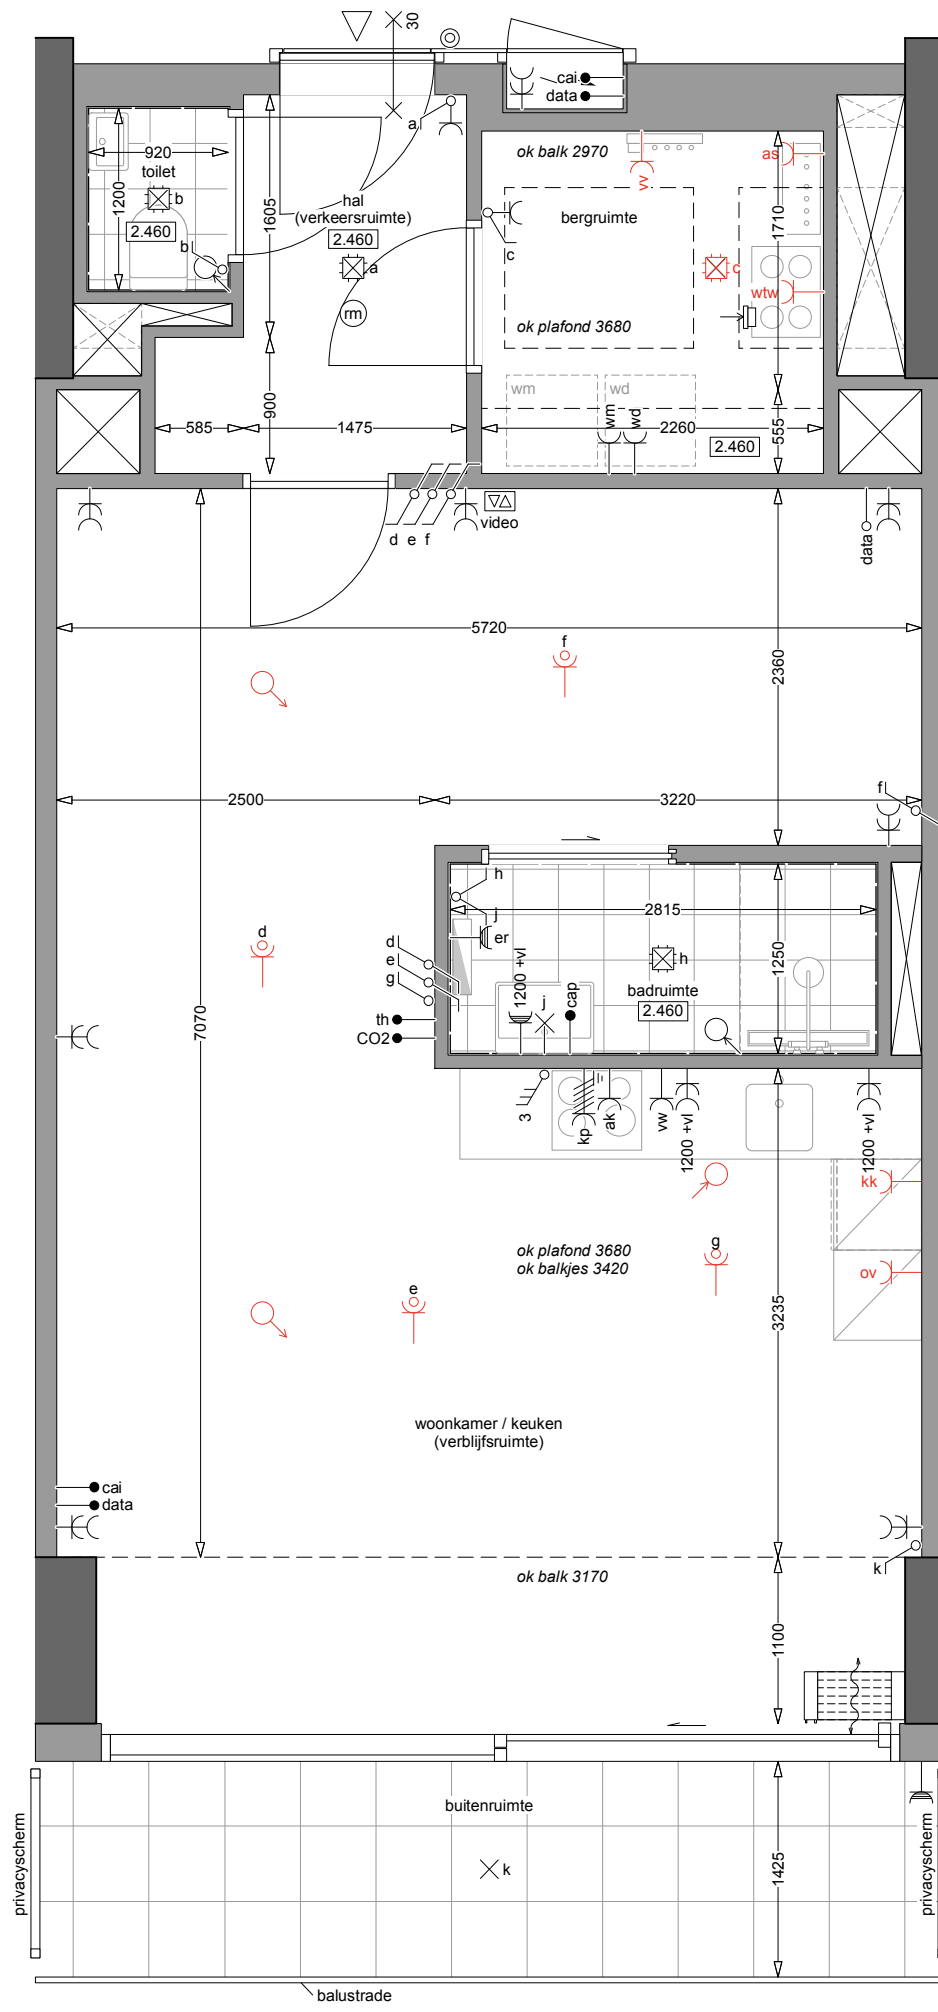 30
cai
data
a
ok balk 2970
as
920
toilet
vv
1200
b
hal
(verkeersruimte)
bergruimte
1710
1605
2.460
2.460
b
c
a
c
wtw
rm
ok plafond 3680
wm
wd
900
wm
wd
555
585
1475
2260
2.460
d e f
video
data
5720
f
2360
2500
3220
f
h
2815
j
er
d
d
e
g
1200 +vl
j
cap
h
1250
badruimte
2.460
th
CO2
7070
3
kp
ak
vw
1200 +vl
1200 +vl
kk
ok plafond 3680
ok balkjes 3420
g
ov
e
3235
woonkamer / keuken
(verblijfsruimte)
cai
data
k
ok balk 3170
1100
buitenruimte
privacyscherm
k
1425
privacyscherm
balustrade